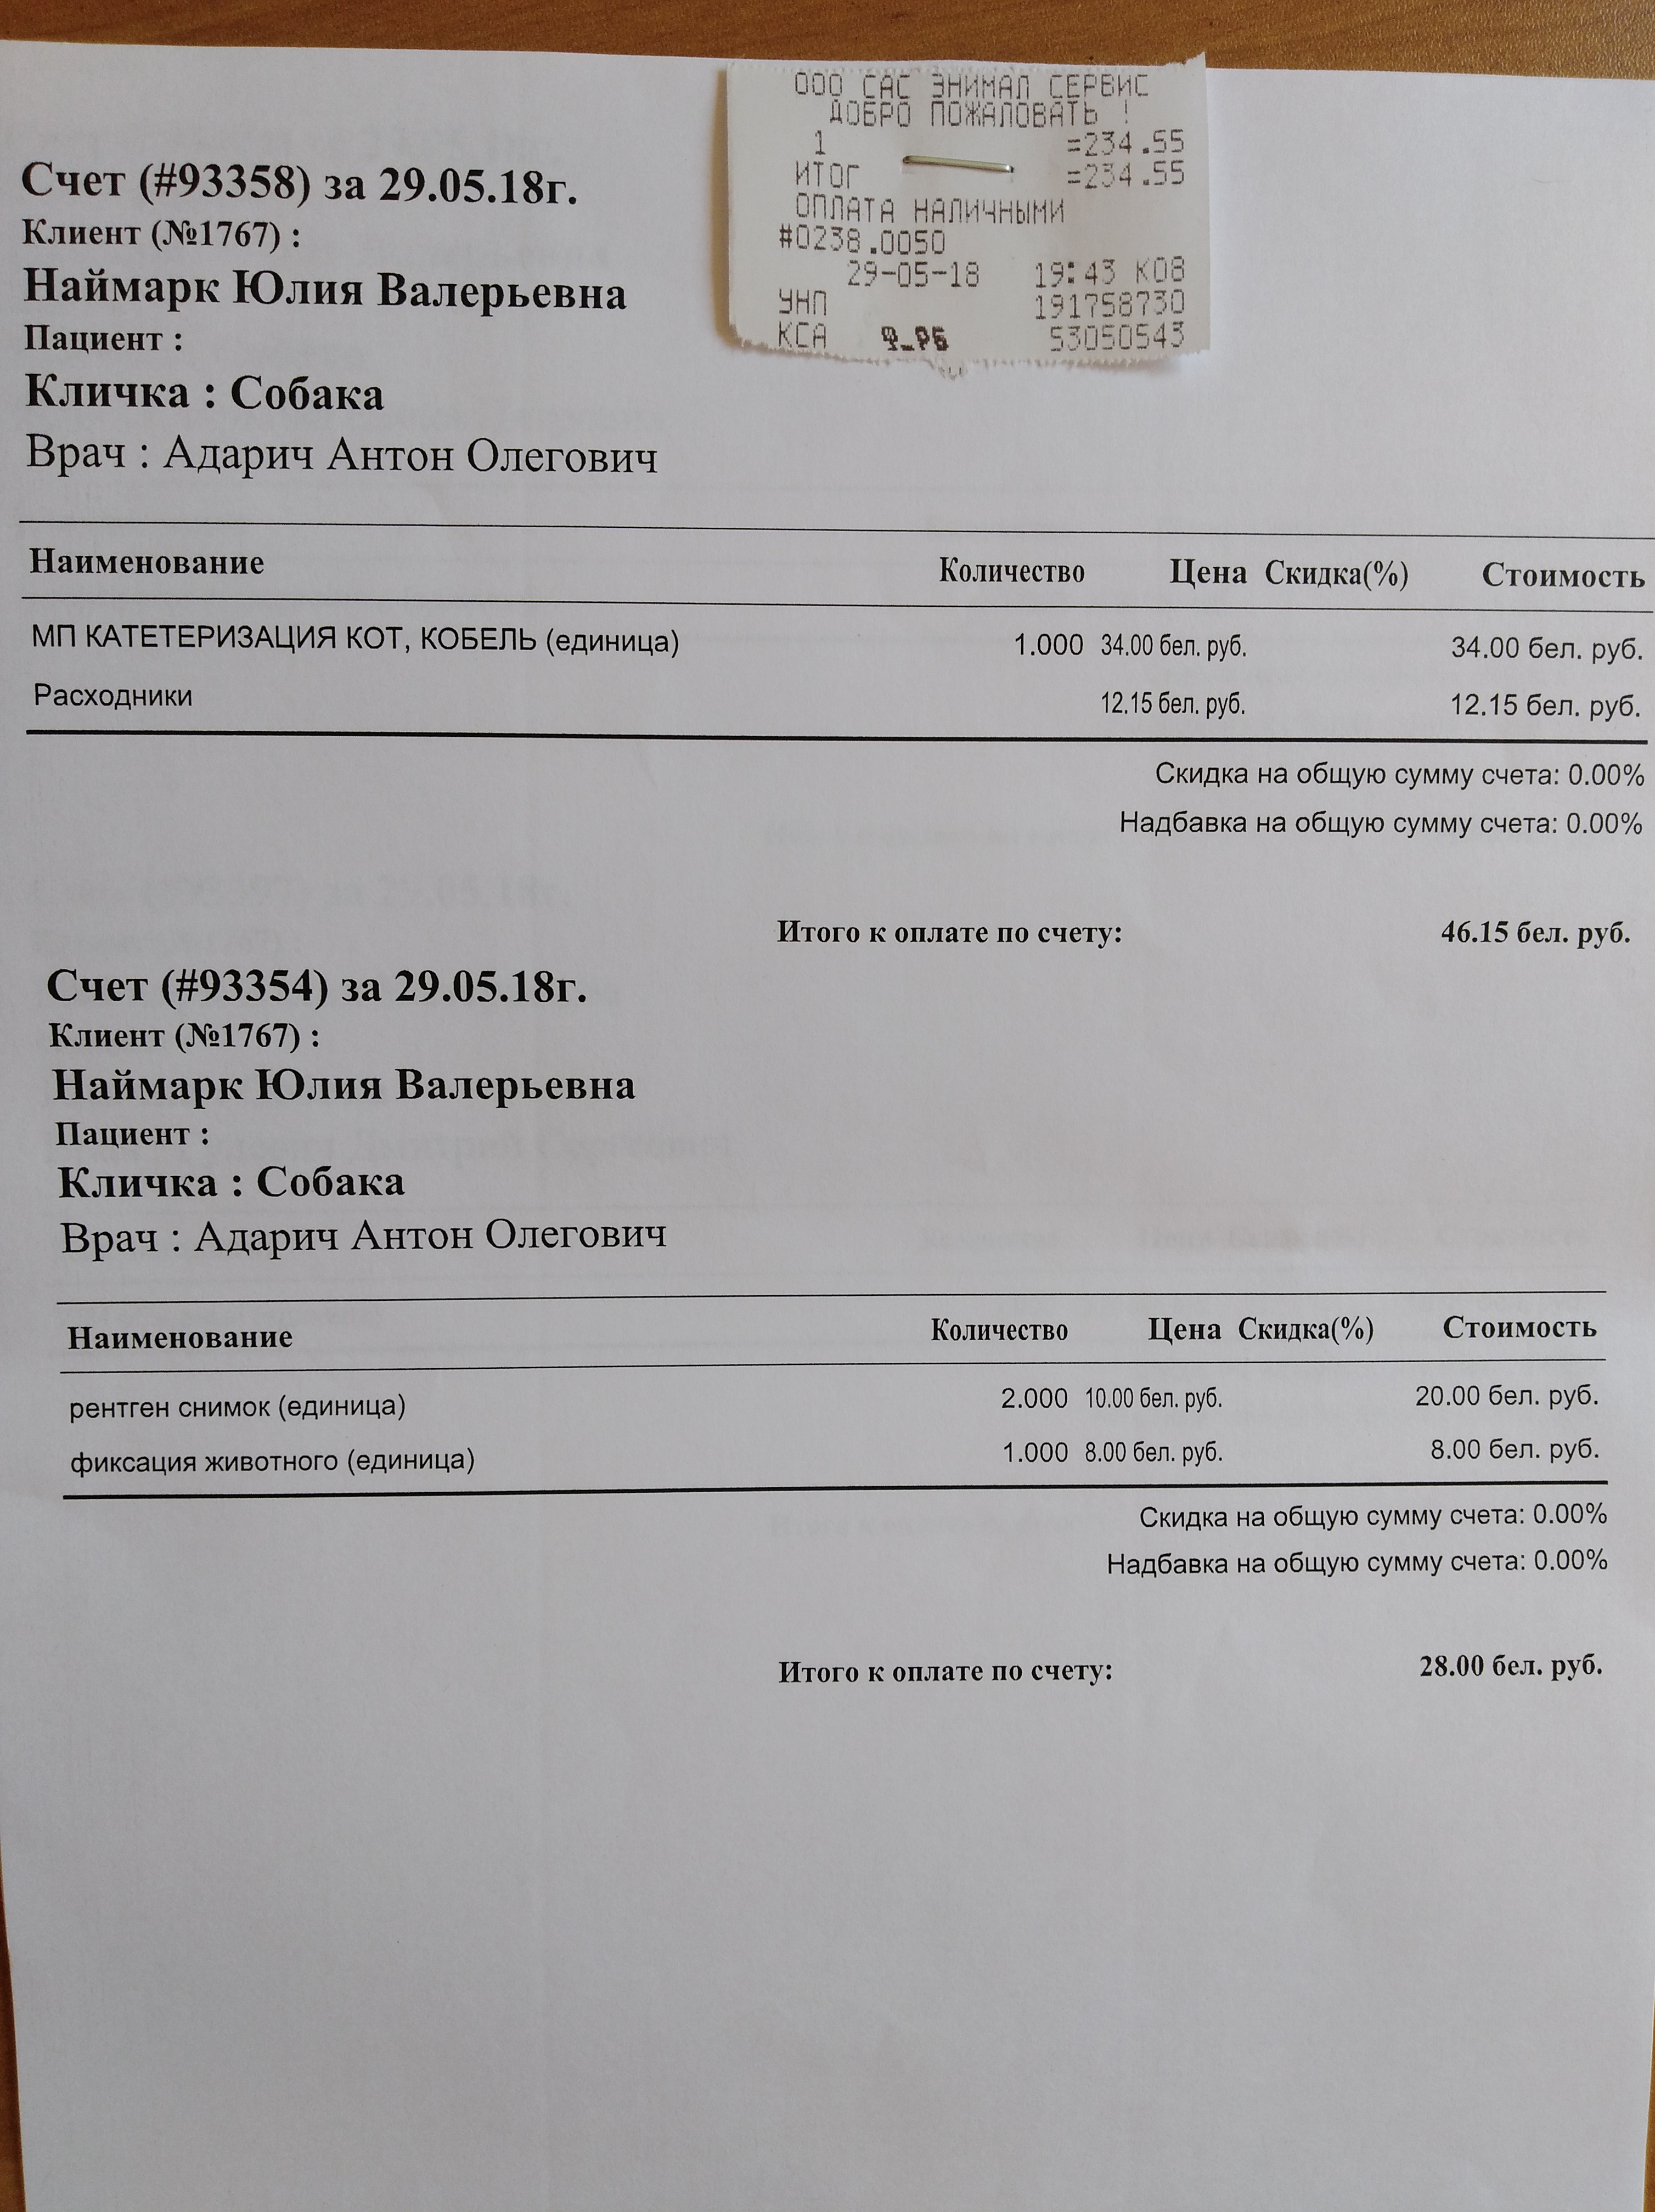 ООО САС ЭНИМАЛ СЕРВИС
ДОБРО ПОЖАЛОВАТЬ !
1 =234.55
ИТОГ =234.55
ОПЛАТА НАЛИЧНЫМИ
#0238.0050
29-05-18 19:43 К08
УНП 191758730
КСА 53050543
Счет (#93358) за 29.05.18г.
Клиент (№1767) :
Наймарк Юлия Валерьевна
Пациент :
Кличка : Собака
Врач : Адарич Антон Олегович
Наименование Количество Цена Скидка(%) Стоимость
МП КАТЕТЕРИЗАЦИЯ КОТ, КОБЕЛЬ (единица) 1.000 34.00 бел. руб. 34.00 бел. руб.
Расходники 12.15 бел. руб. 12.15 бел. руб.
Скидка на общую сумму счета: 0.00%
Надбавка на общую сумму счета: 0.00%
Итого к оплате по счету: 46.15 бел. руб.
Счет (#93354) за 29.05.18г.
Клиент (№1767) :
Наймарк Юлия Валерьевна
Пациент :
Кличка : Собака
Врач : Адарич Антон Олегович
Наименование Количество Цена Скидка(%) Стоимость
рентген снимок (единица) 2.000 10.00 бел. руб. 20.00 бел. руб.
фиксация животного (единица) 1.000 8.00 бел. руб. 8.00 бел. руб.
Скидка на общую сумму счета: 0.00%
Надбавка на общую сумму счета: 0.00%
Итого к оплате по счету: 28.00 бел. руб.